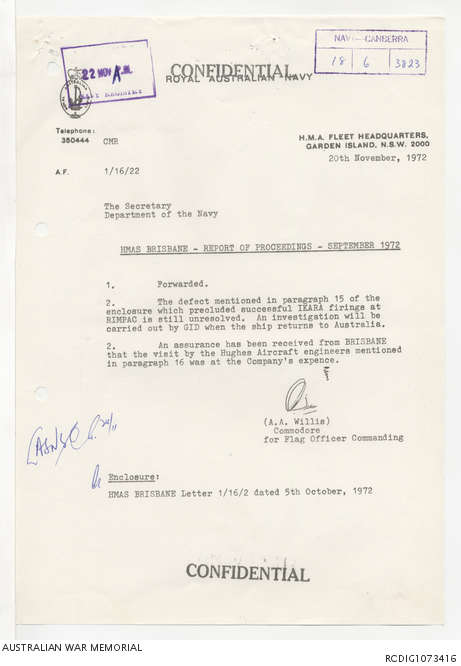 CONFIDENTIAL
ROYAL AUSTRALIAN NAVY
22 NOV A.M.
NAVY REGISTRY
NAVY CANBERRA
18 6 3823
Telephone:
350444 CMR
H.M.A. FLEET HEADQUARTERS,
GARDEN ISLAND, N.S.W. 2000
20th November, 1972
A.F. 1/16/22
The Secretary
Department of the Navy
HMAS BRISBANE - REPORT OF PROCEEDINGS - SEPTEMBER 1972
1. Forwarded.
2. The defect mentioned in paragraph 15 of the
enclosure which precluded successful IKARA firings at
RIMPAC is still unresolved. An investigation will be
carried out by GID when the ship returns to Australia.
2. An assurance has been received from BRISBANE
that the visit by the Hughes Aircraft engineers mentioned
in paragraph 16 was at the Company's expence.
(A.A. Willis)
Commodore
for Flag Officer Commanding
Enclosure:
HMAS BRISBANE Letter 1/16/2 dated 5th October, 1972
CONFIDENTIAL
AUSTRALIAN WAR MEMORIAL
RCDIG1073416